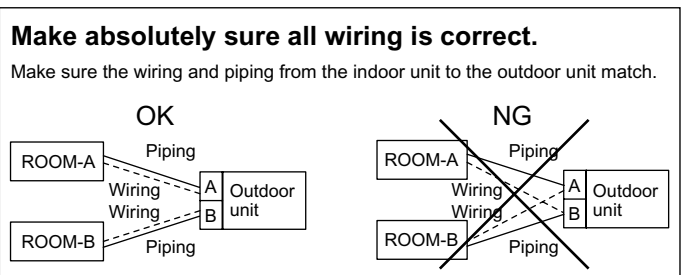 Make absolutely sure all wiring is correct.
Make sure the wiring and piping from the indoor unit to the outdoor unit match.
OK
ROOM-A
Piping
Wiring
Wiring
A
B
Outdoor
unit
ROOM-B
Piping
NG
ROOM-A
Piping
Wiring
Wiring
A
B
Outdoor
unit
ROOM-B
Piping